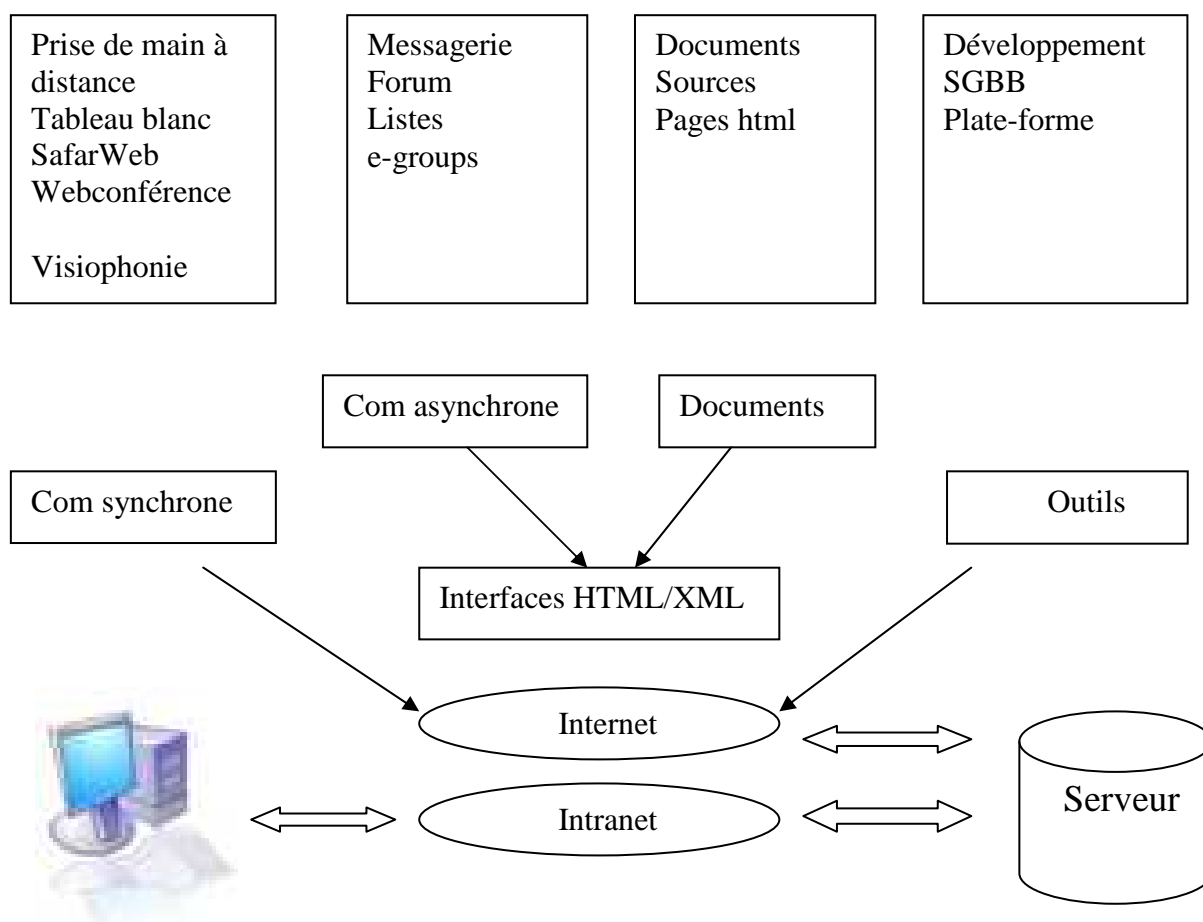 Prise de main à
distance
Tableau blanc
SafarWeb
Webconférence
Visiophonie
Messagerie
Forum
Listes
e-groups
Documents
Sources
Pages html
Développement
SGBB
Plate-forme
Com asynchrone
Documents
Com synchrone
Outils
Interfaces HTML/XML
Internet
Intranet
Serveur